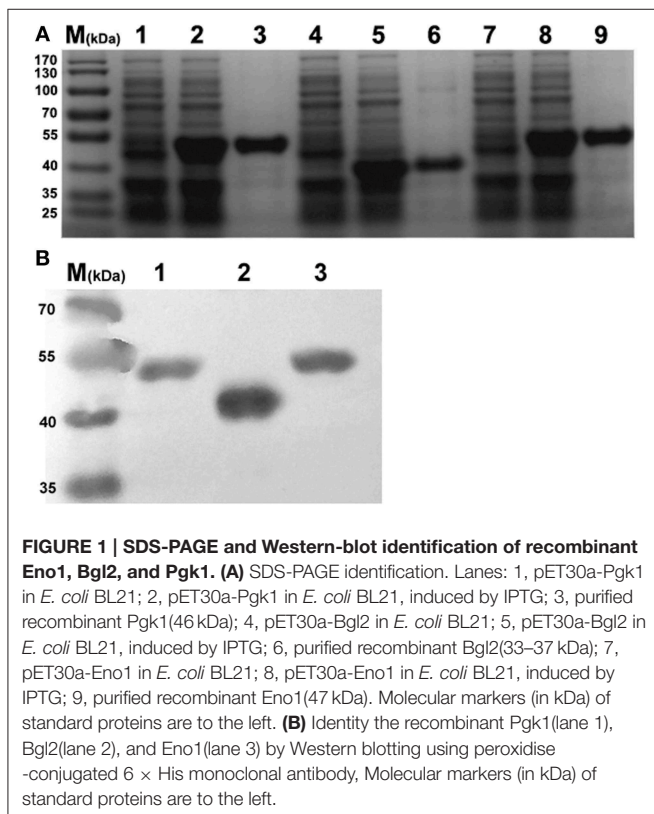 A
M(kDa) 1 2 3 4 5 6 7 8 9
170
130
100
70
55
40
35
25
B
M(kDa) 1 2 3
70
55
40
35
FIGURE 1 | SDS-PAGE and Western-blot identification of recombinant
Eno1, Bgl2, and Pgk1. (A) SDS-PAGE identification. Lanes: 1, pET30a-Pgk1
in E. coli BL21; 2, pET30a-Pgk1 in E. coli BL21, induced by IPTG; 3, purified
recombinant Pgk1(46 kDa); 4, pET30a-Bgl2 in E. coli BL21; 5, pET30a-Bgl2 in
E. coli BL21, induced by IPTG; 6, purified recombinant Bgl2(33–37 kDa); 7,
pET30a-Eno1 in E. coli BL21; 8, pET30a-Eno1 in E. coli BL21, induced by
IPTG; 9, purified recombinant Eno1(47 kDa). Molecular markers (in kDa) of
standard proteins are to the left. (B) Identity the recombinant Pgk1(lane 1),
Bgl2(lane 2), and Eno1(lane 3) by Western blotting using peroxidise
-conjugated 6 × His monoclonal antibody, Molecular markers (in kDa) of
standard proteins are to the left.